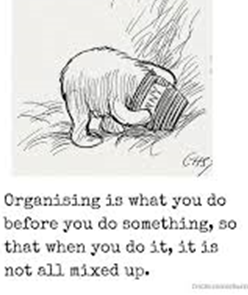 Organising is what you do
before you do something, so
that when you do it, it is
not all mixed up.